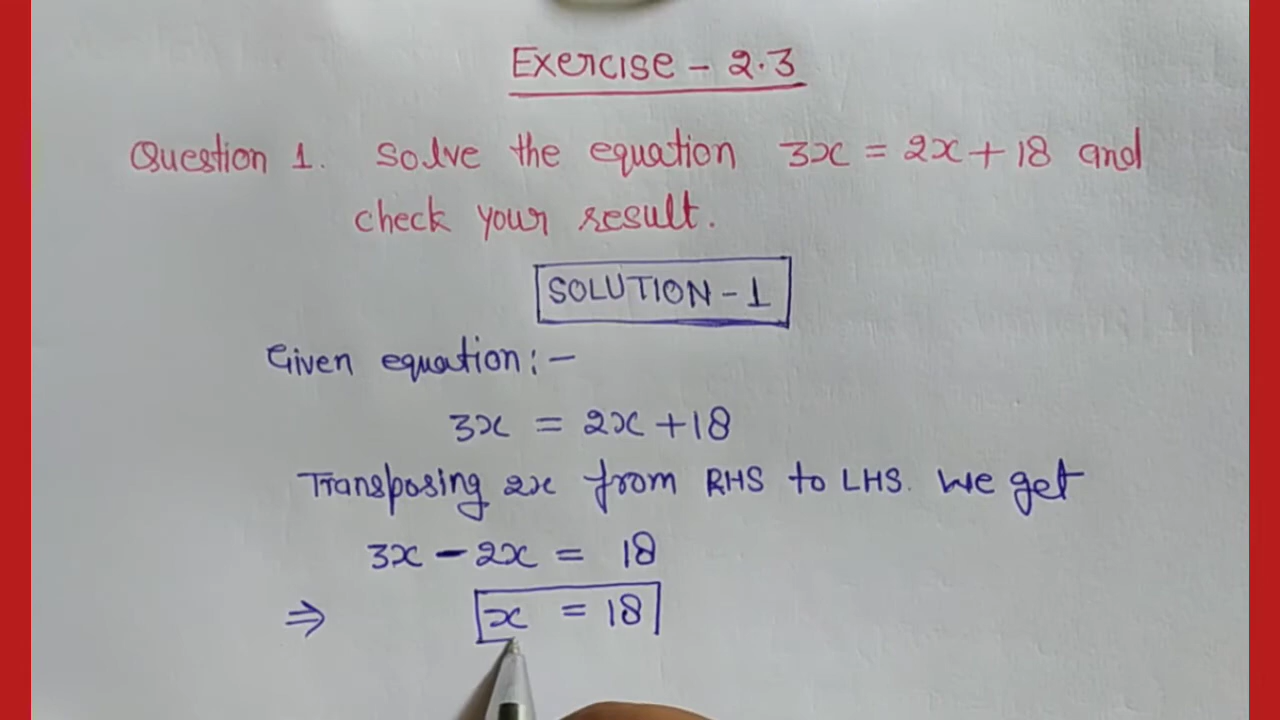 Exercise - 2.3
Question 1. Solve the equation 3x = 2x + 18 and
check your result.
SOLUTION - 1
Given equation :-
3x = 2x + 18
Transposing 2x from RHS to LHS. We get
3x - 2x = 18
⇒ x = 18